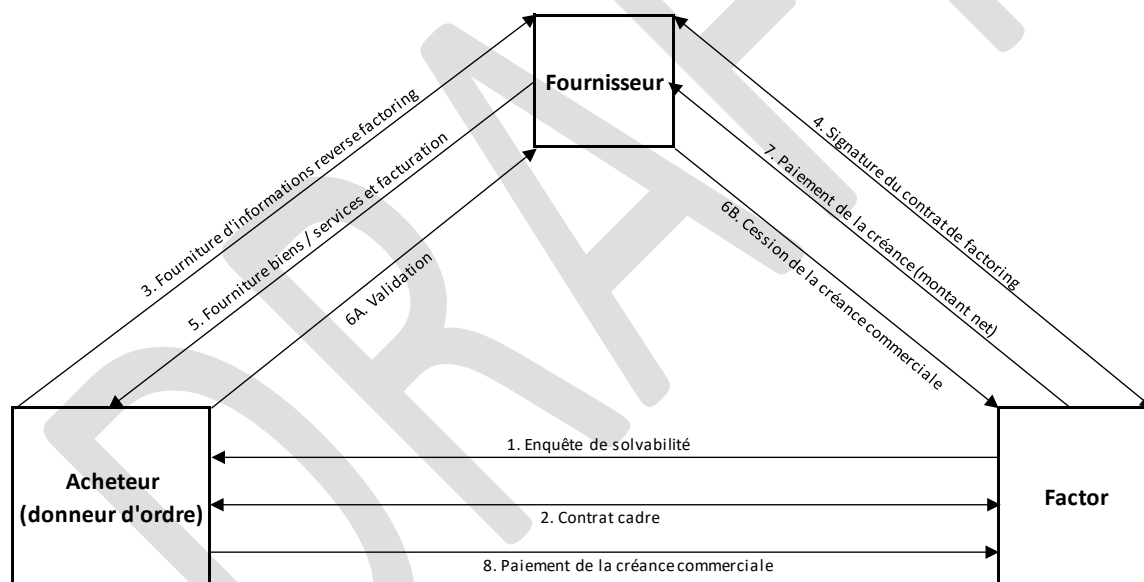 DRAFT
Fournisseur
3. Fourniture d'informations reverse factoring
5. Fourniture biens / services et facturation
6A. Validation
4. Signature du contrat de factoring
7. Paiement de la créance (montant net)
6B. Cession de la créance commerciale
1. Enquête de solvabilité
Acheteur
(donneur d'ordre)
2. Contrat cadre
Factor
8. Paiement de la créance commerciale